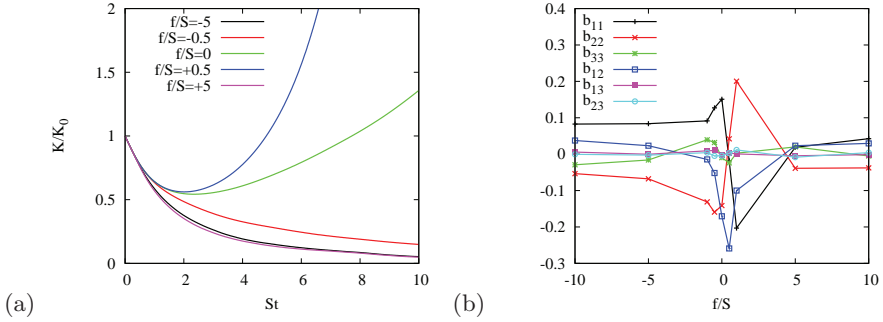 2
1.5
1
0.5
0
K/K0
f/S=-5
f/S=-0.5
f/S=0
f/S=+0.5
f/S=+5
0 2 4 6 8 10
St
(a)
0.4
0.3
0.2
0.1
0
-0.1
-0.2
-0.3
b11
b22
b33
b12
b13
b23
-10 -5 0 5 10
f/S
(b)